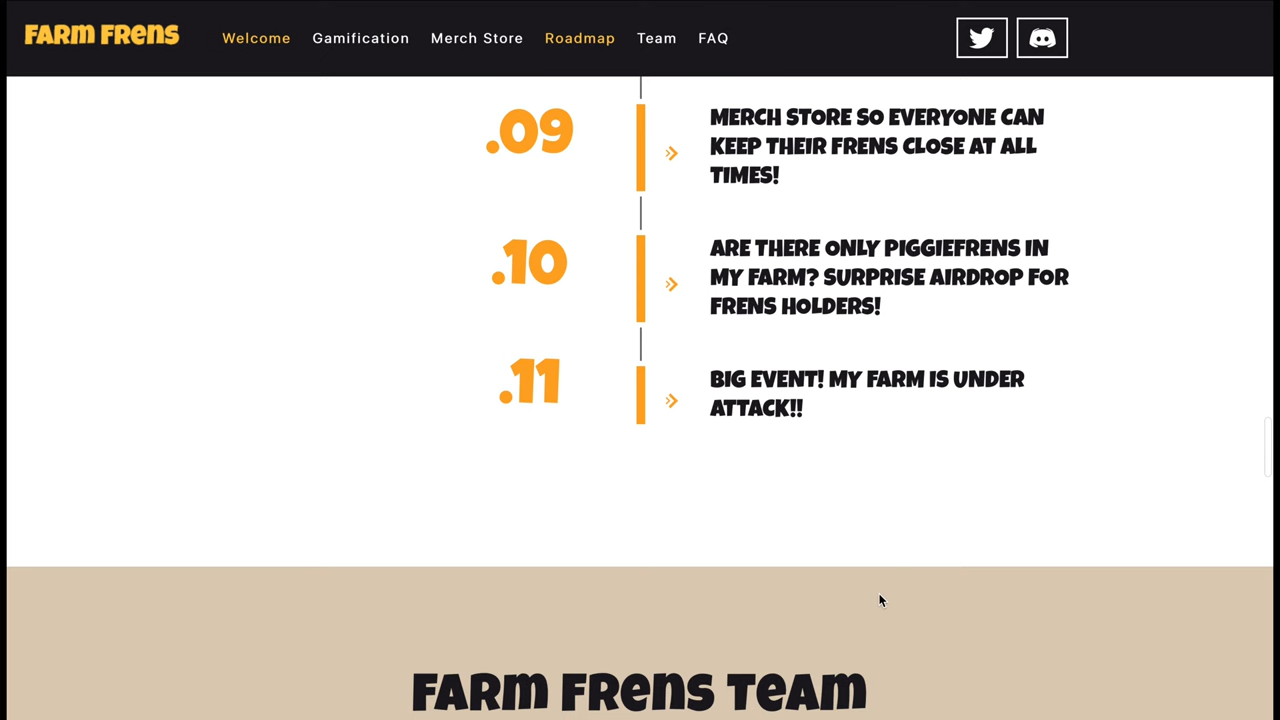 Farm Frens
Welcome Gamification Merch Store Roadmap Team FAQ
.09
MERCH STORE SO EVERYONE CAN
KEEP THEIR FRENS CLOSE AT ALL
TIMES!
.10
ARE THERE ONLY PIGGIEFRENS IN
MY FARM? SURPRISE AIRDROP FOR
FRENS HOLDERS!
.11
BIG EVENT! MY FARM IS UNDER
ATTACK!!
Farm Frens Team